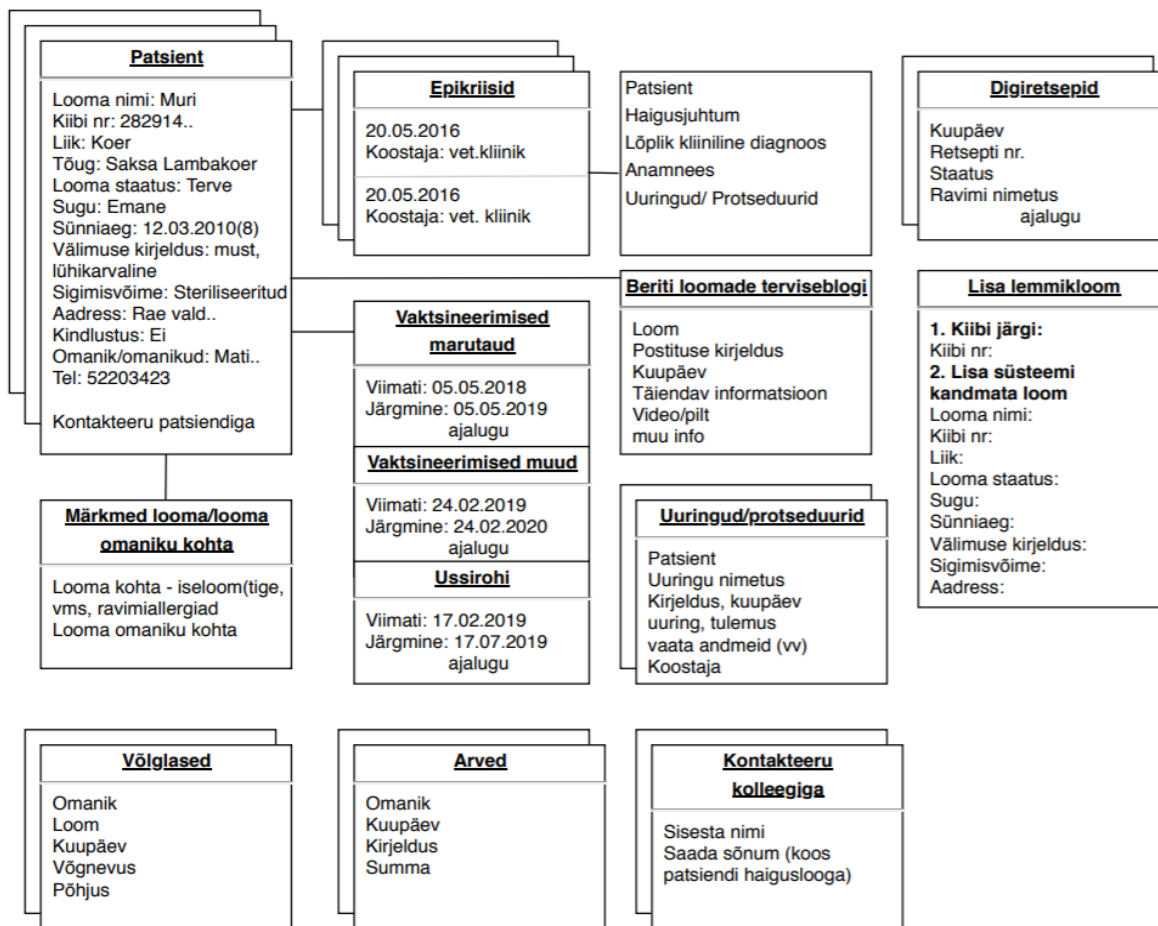 Patsient
Looma nimi: Muri
Kiibi nr: 282914..
Liik: Koer
Tõug: Saksa Lambakoer
Looma staatus: Terve
Sugu: Emane
Sünniaeg: 12.03.2010(8)
Välimuse kirjeldus: must,
lühikarvaline
Sigimisvõime: Steriliseeritud
Aadress: Rae vald..
Kindlustus: Ei
Omanik/omanikud: Mati..
Tel: 52203423
Kontakteeru patsiendiga
Epikriisid
20.05.2016
Koostaja: vet.kliinik
20.05.2016
Koostaja: vet. kliinik
Patsient
Haigusjuhtum
Lõplik kliiniline diagnoos
Anamnees
Uuringud/ Protseduurid
Digiretsepid
Kuupäev
Retsepti nr.
Staatus
Ravimi nimetus
ajalugu
Märkmed looma/looma
omaniku kohta
Looma kohta - iseloom(tige,
vms, ravimiallergiad
Looma omaniku kohta
Vaktsineerimised
marutaud
Viimati: 05.05.2018
Järgmine: 05.05.2019
ajalugu
Vaktsineerimised muud
Viimati: 24.02.2019
Järgmine: 24.02.2020
ajalugu
Ussirohi
Viimati: 17.02.2019
Järgmine: 17.07.2019
ajalugu
Beriti loomade terviseblogi
Loom
Postituse kirjeldus
Kuupäev
Täiendav informatsioon
Video/pilt
muu info
Uuringud/protseduurid
Patsient
Uuringu nimetus
Kirjeldus, kuupäev
uuring, tulemus
vaata andmeid (vv)
Koostaja
Lisa lemmikloom
1. Kiibi järgi:
Kiibi nr:
2. Lisa süsteemi
kandmata loom
Looma nimi:
Kiibi nr:
Liik:
Looma staatus:
Sugu:
Sünniaeg:
Välimuse kirjeldus:
Sigimisvõime:
Aadress:
Võlglased
Omanik
Loom
Kuupäev
Võgnevus
Põhjus
Arved
Omanik
Kuupäev
Kirjeldus
Summa
Kontakteeru
kolleegiga
Sisesta nimi
Saada sõnum (koos
patsiendi haiguslooga)